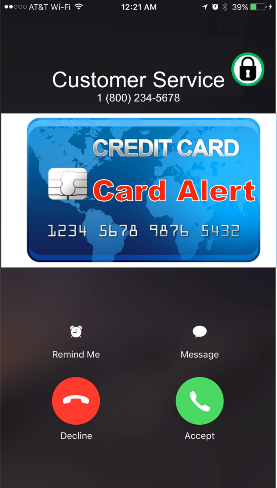 AT&T Wi-Fi 12:21 AM 39%
Customer Service
1 (800) 234-5678
CREDIT CARD
Card Alert
1234 5678 9876 5432
Remind Me Message
Decline Accept